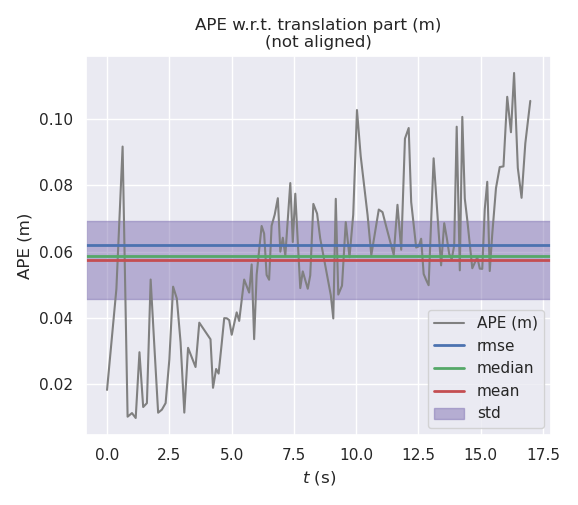 APE w.r.t. translation part (m)
(not aligned)
APE (m)
0.10
0.08
0.06
0.04
0.02
0.0 2.5 5.0 7.5 10.0 12.5 15.0 17.5
t (s)
APE (m)
rmse
median
mean
std